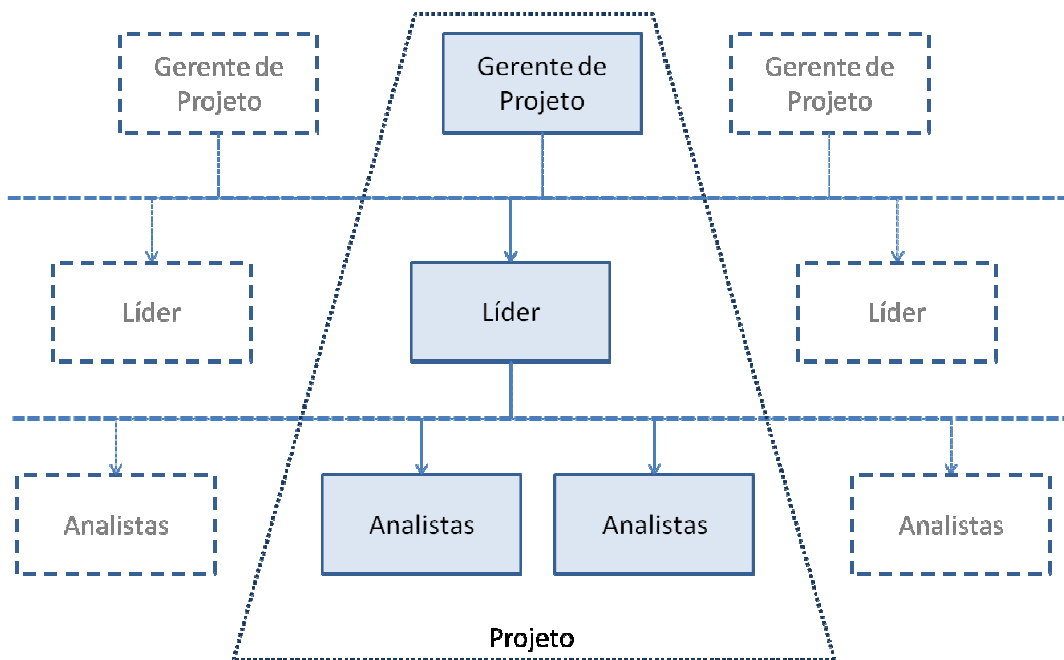 Gerente de
Projeto
Gerente de
Projeto
Gerente de
Projeto
Líder
Líder
Líder
Analistas
Analistas
Analistas
Analistas
Projeto